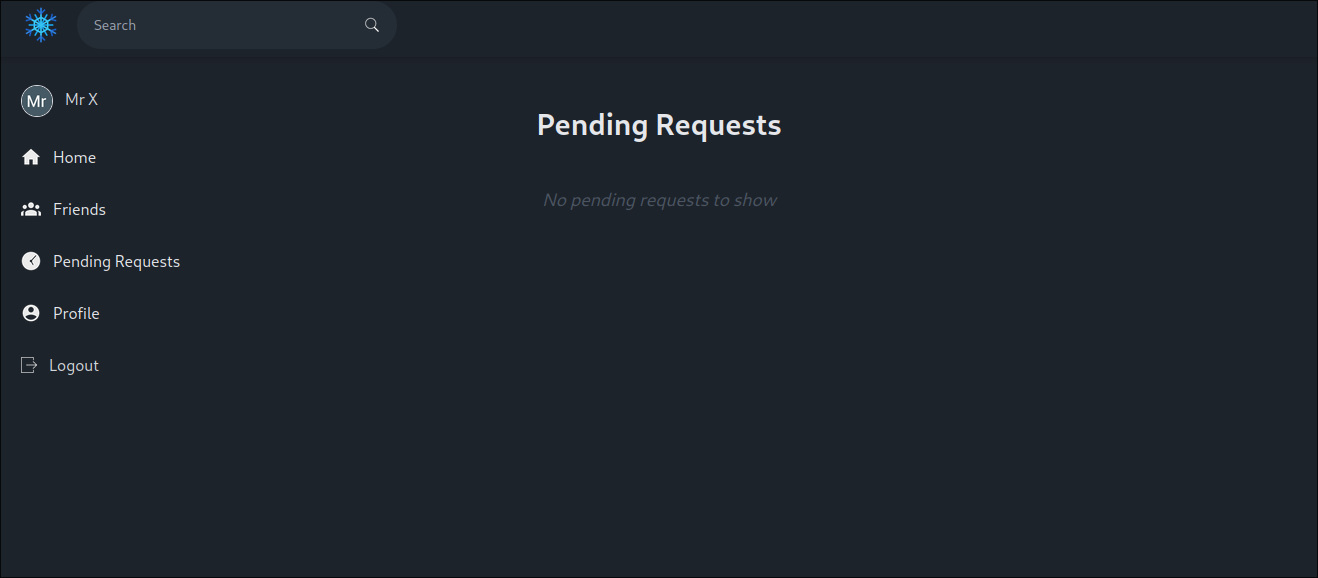 Search
Mr
Mr X
Home
Friends
Pending Requests
Profile
Logout
Pending Requests
No pending requests to show